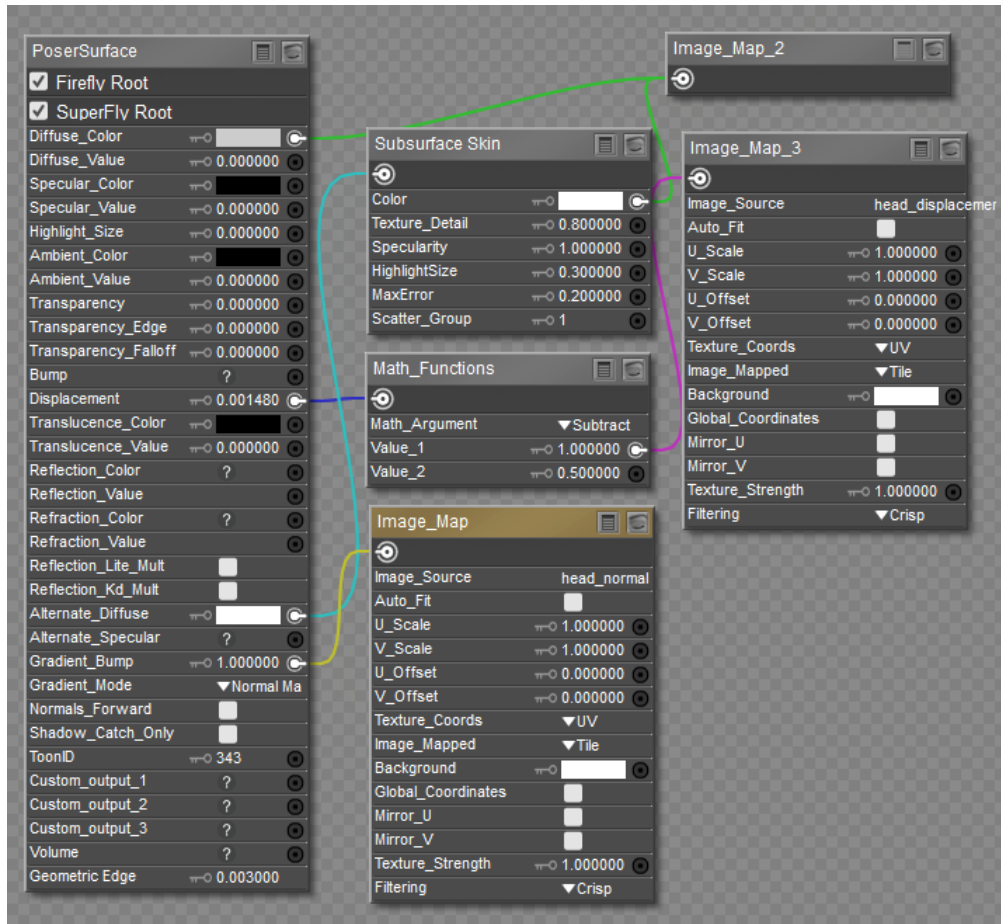 PoserSurface
Firefly Root
SuperFly Root
Diffuse_Color
Diffuse_Value 0.000000
Specular_Color
Specular_Value 0.000000
Highlight_Size 0.000000
Ambient_Color
Ambient_Value 0.000000
Transparency 0.000000
Transparency_Edge 0.000000
Transparency_Falloff 0.000000
Bump ?
Displacement 0.001480
Translucence_Color
Translucence_Value 0.000000
Reflection_Color ?
Reflection_Value
Refraction_Color ?
Refraction_Value
Reflection_Lite_Mult
Reflection_Kd_Mult
Alternate_Diffuse
Alternate_Specular ?
Gradient_Bump 1.000000
Gradient_Mode ▼Normal Ma
Normals_Forward
Shadow_Catch_Only
ToonID 343
Custom_output_1 ?
Custom_output_2 ?
Custom_output_3 ?
Volume ?
Geometric Edge 0.003000
Subsurface Skin
Color
Texture_Detail 0.800000
Specularity 1.000000
HighlightSize 0.300000
MaxError 0.200000
Scatter_Group 1
Math_Functions
Math_Argument ▼Subtract
Value_1 1.000000
Value_2 0.500000
Image_Map
Image_Source head_normal
Auto_Fit
U_Scale 1.000000
V_Scale 1.000000
U_Offset 0.000000
V_Offset 0.000000
Texture_Coords ▼UV
Image_Mapped ▼Tile
Background
Global_Coordinates
Mirror_U
Mirror_V
Texture_Strength 1.000000
Filtering ▼Crisp
Image_Map_2
Image_Map_3
Image_Source head_displacemer
Auto_Fit
U_Scale 1.000000
V_Scale 1.000000
U_Offset 0.000000
V_Offset 0.000000
Texture_Coords ▼UV
Image_Mapped ▼Tile
Background
Global_Coordinates
Mirror_U
Mirror_V
Texture_Strength 1.000000
Filtering ▼Crisp